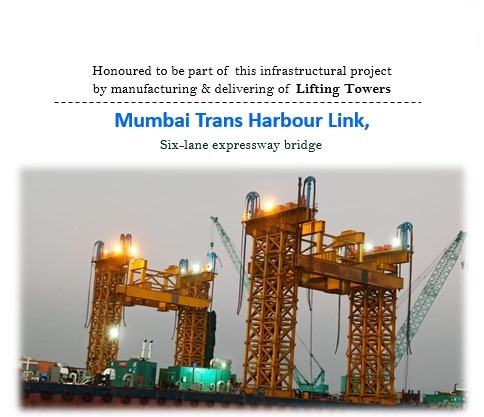 Honoured to be part of this infrastructural project
by manufacturing & delivering of Lifting Towers
Mumbai Trans Harbour Link,
Six-lane expressway bridge